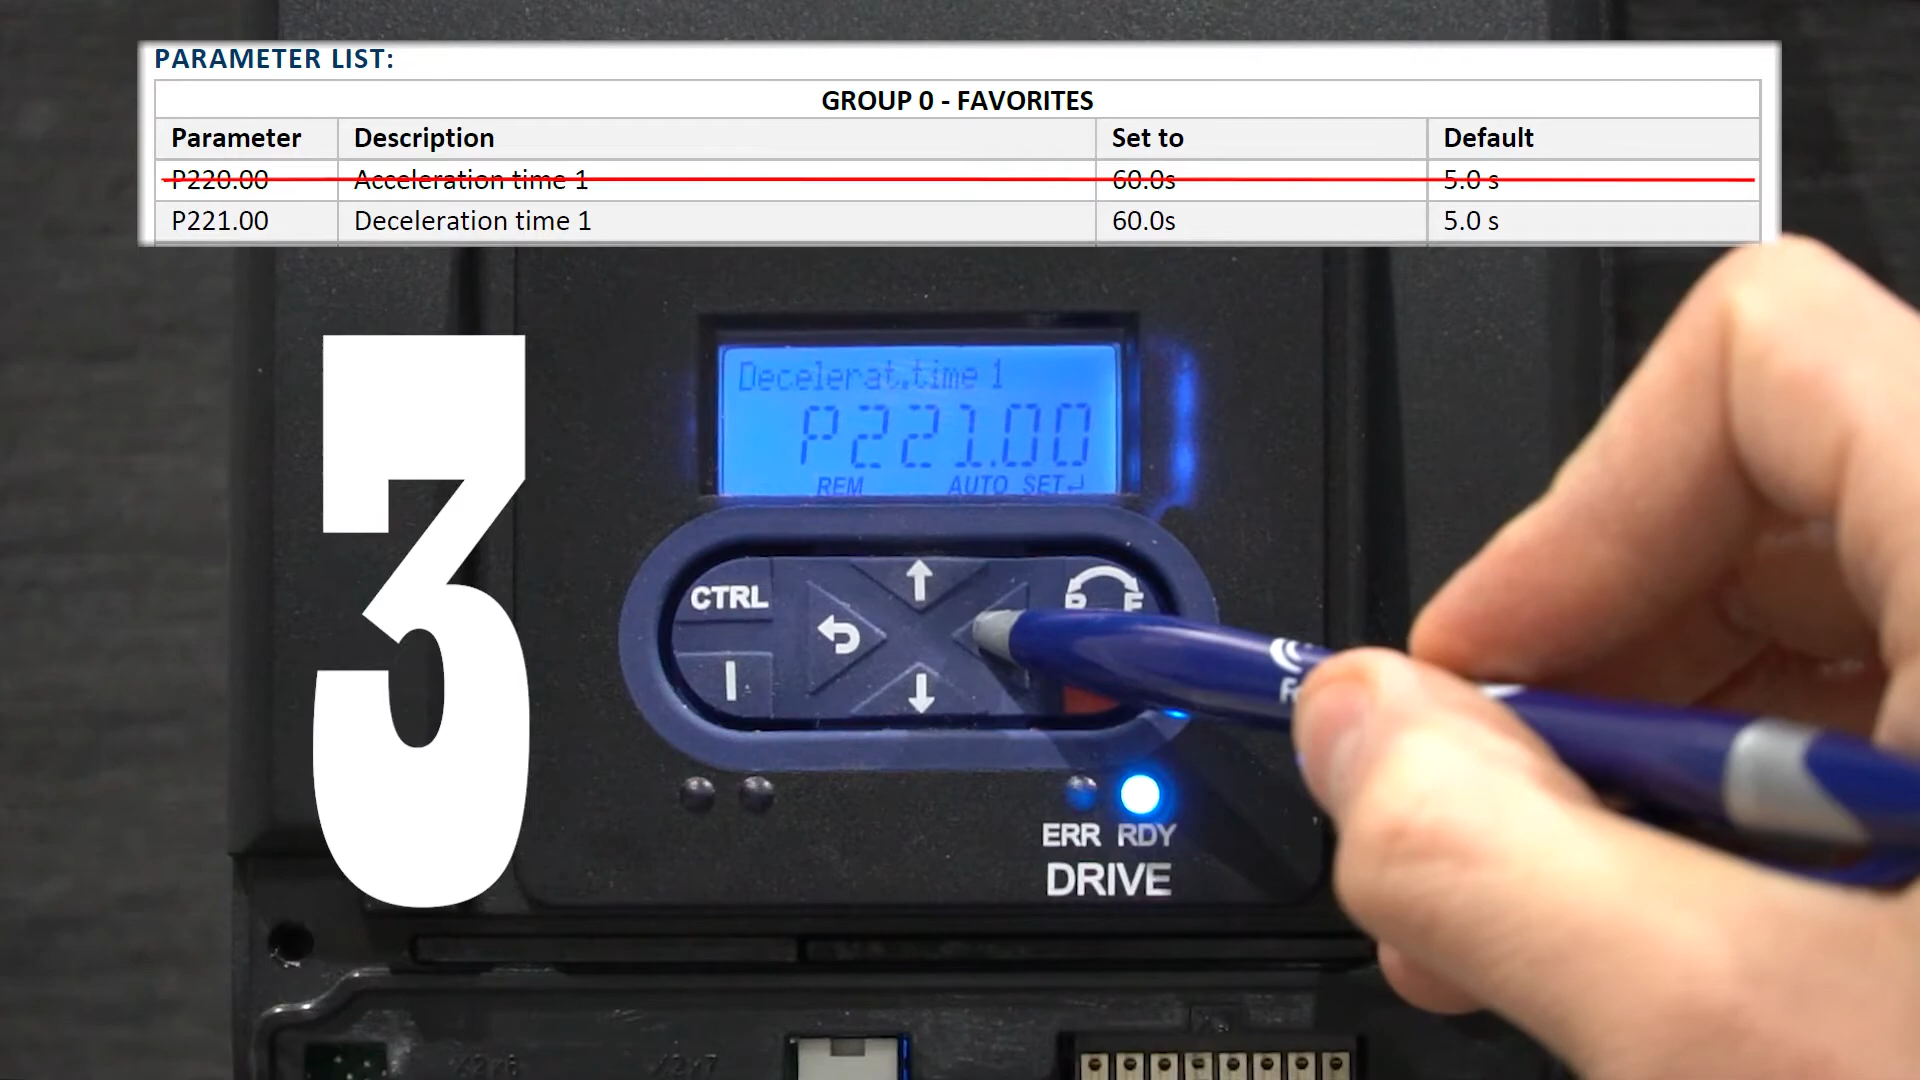 PARAMETER LIST:
GROUP 0 - FAVORITES
Parameter Description Set to Default
P220.00 Acceleration time 1 60.0s 5.0 s
P221.00 Deceleration time 1 60.0s 5.0 s
3
Decelerat.time 1
P221.00
REM AUTO SET
CTRL
R F
I
ERR RDY
DRIVE